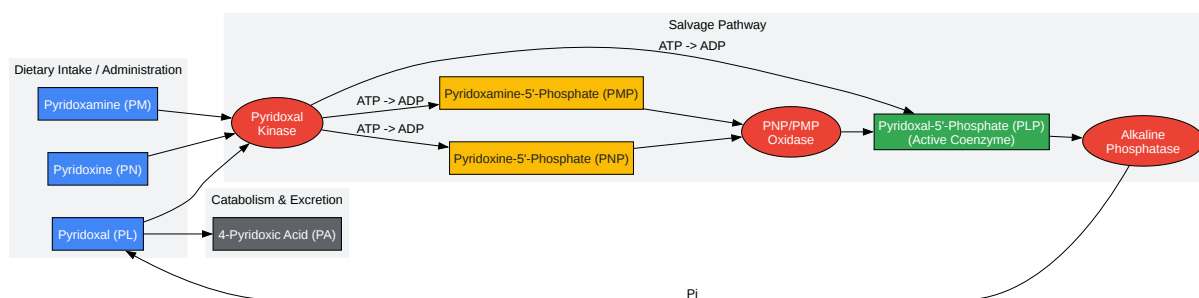 Salvage Pathway
ATP -> ADP
Dietary Intake / Administration
Pyridoxamine (PM)
Pyridoxine (PN)
Pyridoxal (PL)
Pyridoxal
Kinase
ATP -> ADP
ATP -> ADP
Pyridoxamine-5'-Phosphate (PMP)
Pyridoxine-5'-Phosphate (PNP)
PNP/PMP
Oxidase
Pyridoxal-5'-Phosphate (PLP)
(Active Coenzyme)
Alkaline
Phosphatase
Catabolism & Excretion
4-Pyridoxic Acid (PA)
Pi